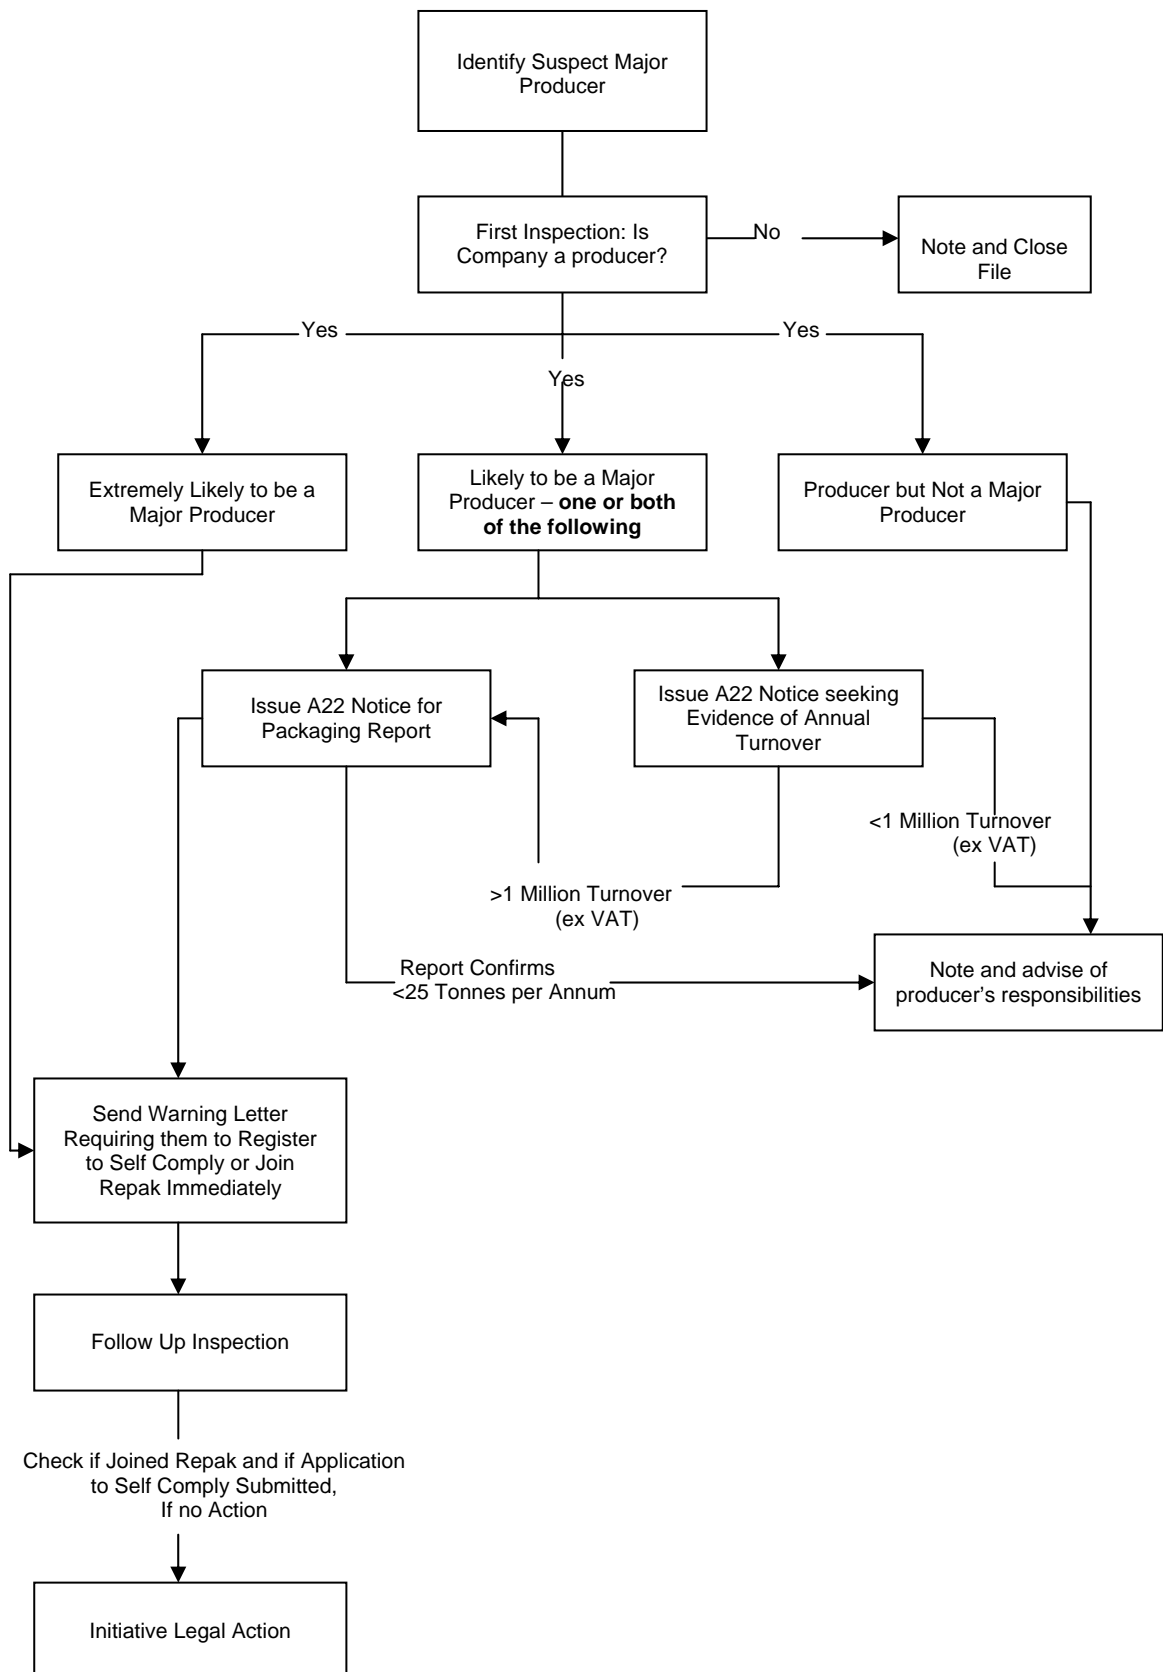 Identify Suspect Major
Producer
First Inspection: Is
Company a producer?
No
Note and Close
File
Yes
Yes
Yes
Extremely Likely to be a
Major Producer
Likely to be a Major
Producer – one or both
of the following
Producer but Not a Major
Producer
Issue A22 Notice for
Packaging Report
Issue A22 Notice seeking
Evidence of Annual
Turnover
<1 Million Turnover
(ex VAT)
>1 Million Turnover
(ex VAT)
Report Confirms
<25 Tonnes per Annum
Note and advise of
producer’s responsibilities
Send Warning Letter
Requiring them to Register
to Self Comply or Join
Repak Immediately
Follow Up Inspection
Check if Joined Repak and if Application
to Self Comply Submitted,
If no Action
Initiative Legal Action